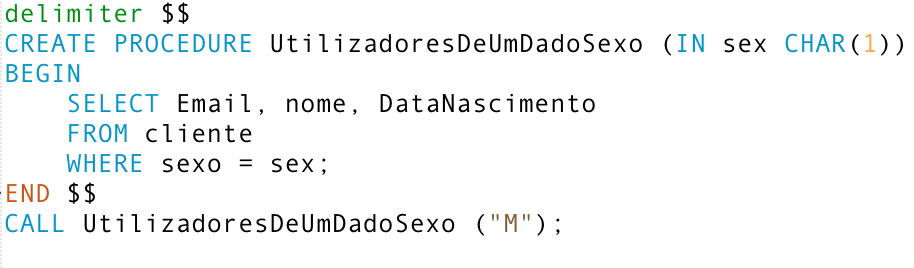 delimiter $$
CREATE PROCEDURE UtilizadoresDeUmDadoSexo (IN sex CHAR(1))
BEGIN
    SELECT Email, nome, DataNascimento
    FROM cliente
    WHERE sexo = sex;
END $$
CALL UtilizadoresDeUmDadoSexo ("M");